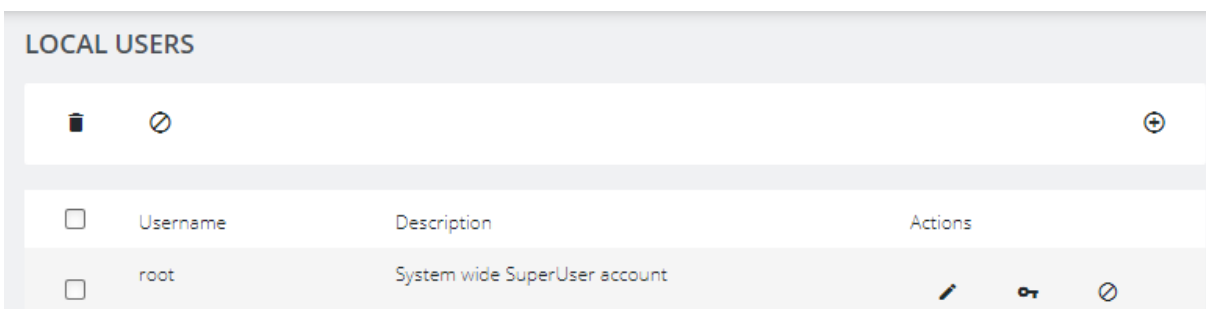 LOCAL USERS
Username Description Actions
root System wide SuperUser account